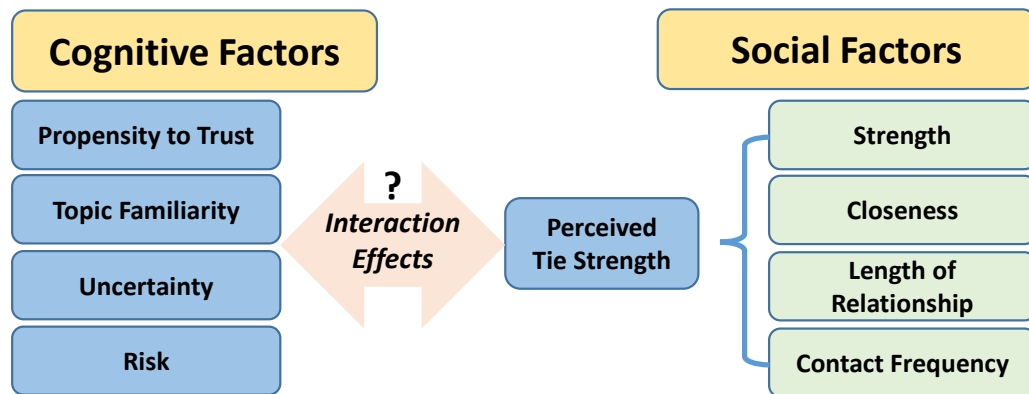 Cognitive Factors
Propensity to Trust
Topic Familiarity
Uncertainty
Risk
?
Interaction
Effects
Perceived
Tie Strength
Social Factors
Strength
Closeness
Length of
Relationship
Contact Frequency